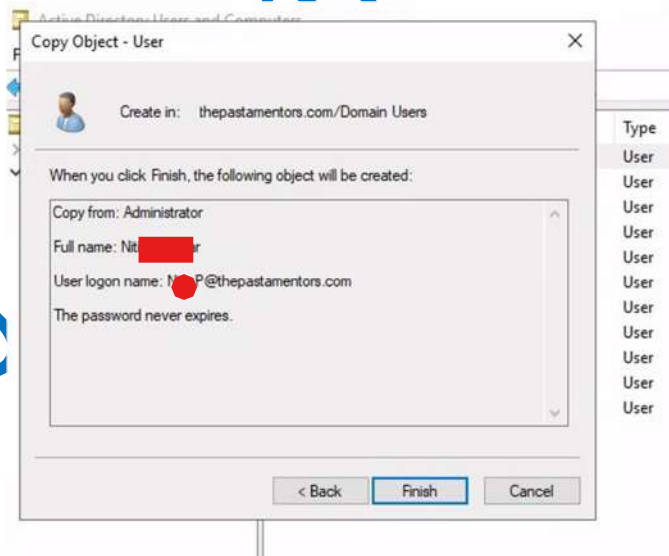 Active Directory Users and Computers
Copy Object - User
Create in: thepastamentors.com/Domain Users
When you click Finish, the following object will be created:
Copy from: Administrator
Full name:
User logon name: P@thepastamentors.com
The password never expires.
< Back Finish Cancel
Type
User
User
User
User
User
User
User
User
User
User
User